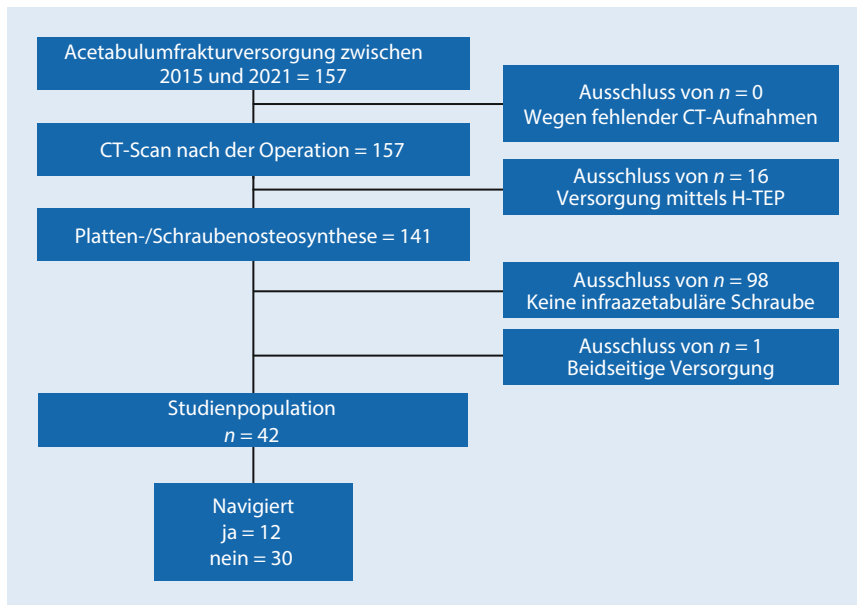 Acetabulumfrakturversorgung zwischen
2015 und 2021 = 157
Ausschluss von n = 0
Wegen fehlender CT-Aufnahmen
CT-Scan nach der Operation = 157
Ausschluss von n = 16
Versorgung mittels H-TEP
Platten-/Schraubenosteosynthese = 141
Ausschluss von n = 98
Keine infraazetabuläre Schraube
Ausschluss von n = 1
Beidseitige Versorgung
Studienpopulation
n = 42
Navigiert
ja = 12
nein = 30